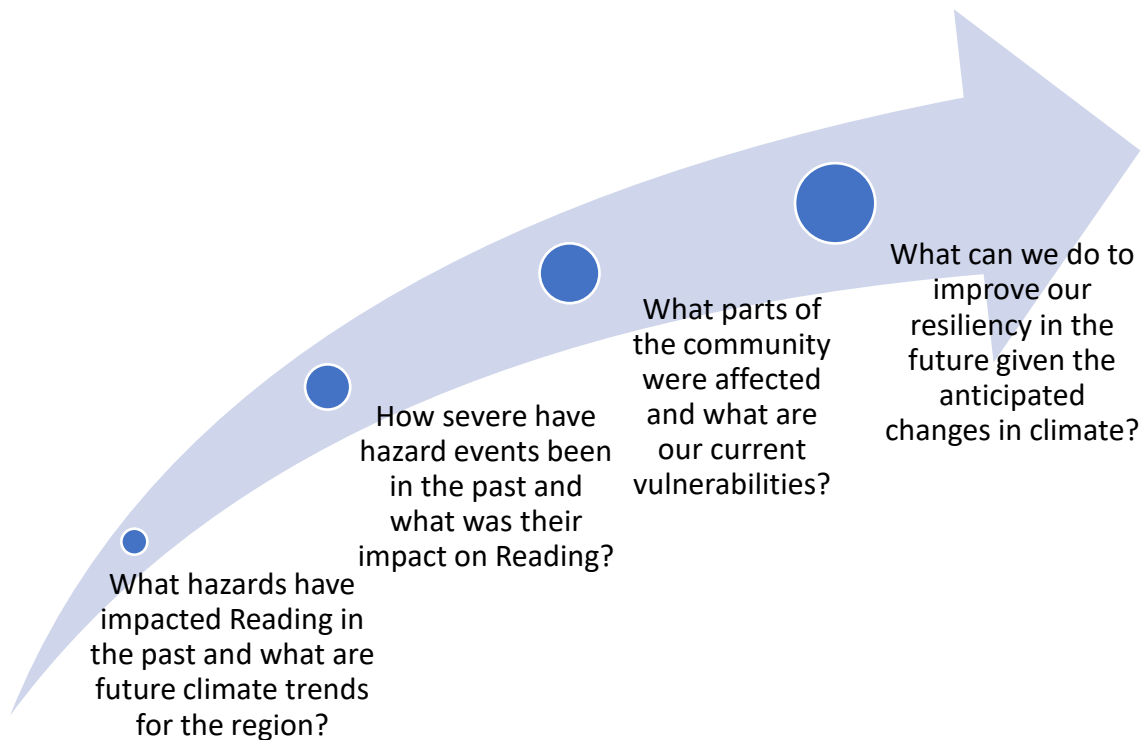 What hazards have
impacted Reading in
the past and what are
future climate trends
for the region?
How severe have
hazard events been
in the past and
what was their
impact on Reading?
What parts of
the community
were affected
and what are
our current
vulnerabilities?
What can we do to
improve our
resiliency in the
future given the
anticipated
changes in climate?